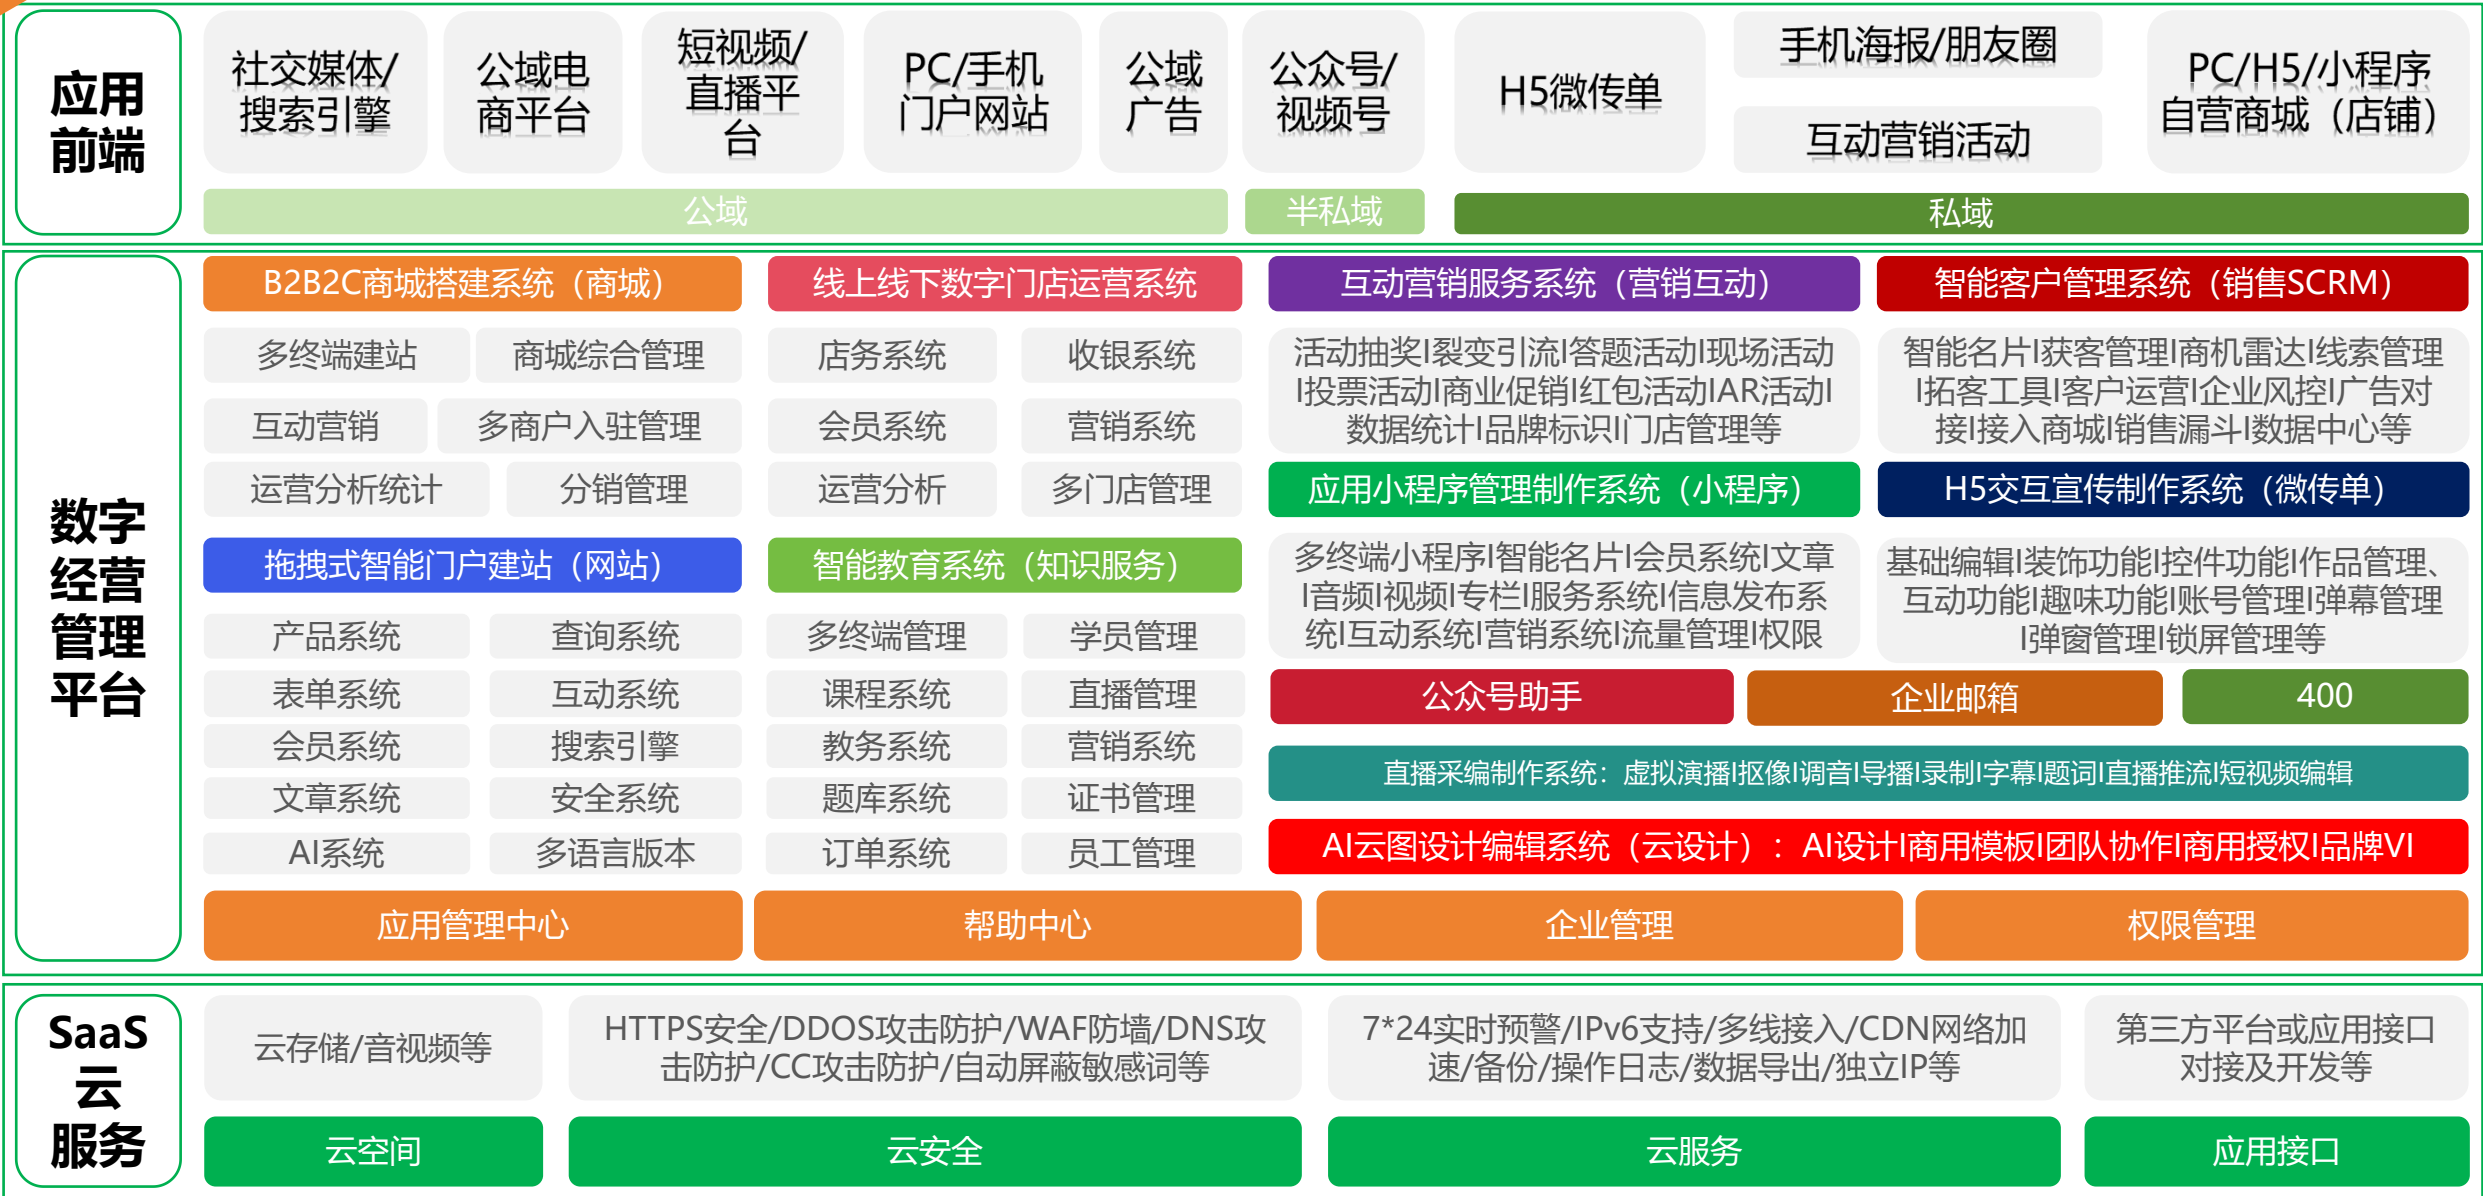 应用
前端
社交媒体/
搜索引擎
公域电
商平台
短视频/
直播平
台
PC/手机
门户网站
公域
广告
公众号/
视频号
H5微传单
手机海报/朋友圈
互动营销活动
PC/H5/小程序
自营商城（店铺）
公域
半私域
私域
数字
经营
管理
平台
B2B2C商城搭建系统（商城）
多终端建站
商城综合管理
互动营销
多商户入驻管理
运营分析统计
分销管理
线上线下数字门店运营系统
店务系统
收银系统
会员系统
营销系统
运营分析
多门店管理
互动营销服务系统（营销互动）
活动抽奖I裂变引流I答题活动I现场活动
I投票活动I商业促销I红包活动IAR活动I
数据统计I品牌标识I门店管理等
智能客户管理系统（销售SCRM）
智能名片I获客管理I商机雷达I线索管理
I拓客工具I客户运营I企业风控I广告对
接I接入商城I销售漏斗I数据中心等
拖拽式智能门户建站（网站）
产品系统
查询系统
表单系统
互动系统
会员系统
搜索引擎
文章系统
安全系统
AI系统
多语言版本
智能教育系统（知识服务）
多终端管理
学员管理
课程系统
直播管理
教务系统
营销系统
题库系统
证书管理
订单系统
员工管理
应用小程序管理制作系统（小程序）
多终端小程序I智能名片I会员系统I文章
I音频I视频I专栏I服务系统I信息发布系
统I互动系统I营销系统I流量管理I权限
H5交互宣传制作系统（微传单）
基础编辑I装饰功能I控件功能I作品管理、
互动功能I趣味功能I账号管理I弹幕管理
I弹窗管理I锁屏管理等
公众号助手
企业邮箱
400
直播采编制作系统：虚拟演播I抠像I调音I导播I录制I字幕I题词I直播推流I短视频编辑
AI云图设计编辑系统（云设计）：AI设计I商用模板I团队协作I商用授权I品牌VI
应用管理中心
帮助中心
企业管理
权限管理
SaaS
云
服务
云存储/音视频等
HTTPS安全/DDOS攻击防护/WAF防墙/DNS攻
击防护/CC攻击防护/自动屏蔽敏感词等
7*24实时预警/IPv6支持/多线接入/CDN网络加
速/备份/操作日志/数据导出/独立IP等
第三方平台或应用接口
对接及开发等
云空间
云安全
云服务
应用接口